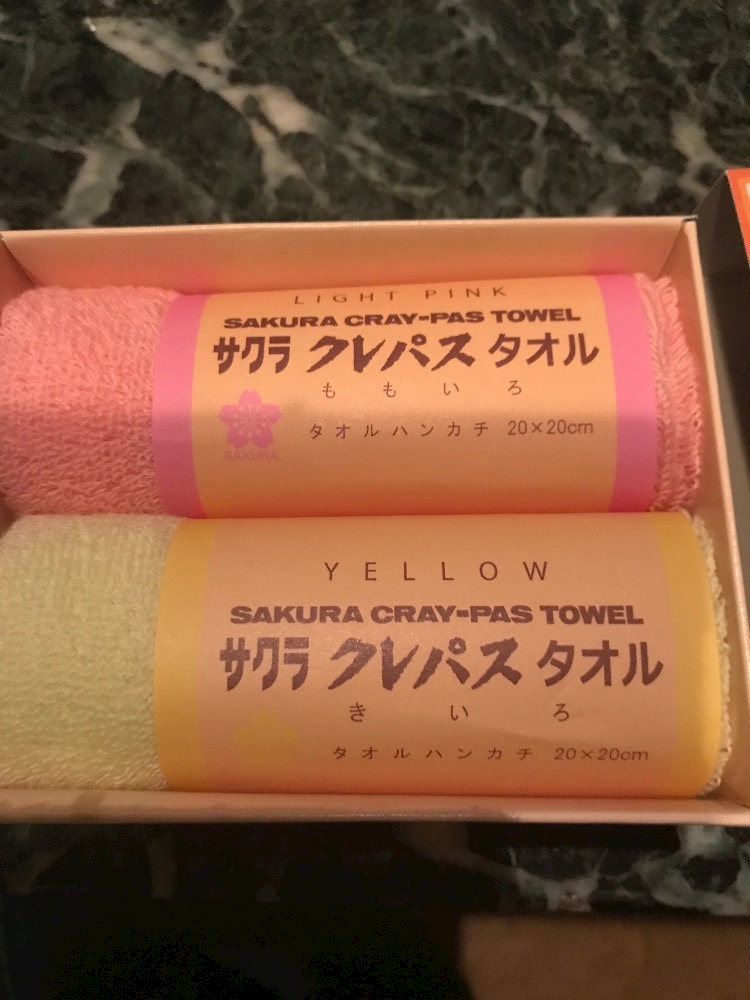 LIGHT PINK
SAKURA CRAY-PAS TOWEL
サクラ クレパス タオル
ももいろ
タオルハンカチ 20×20cm
SAKURA
YELLOW
SAKURA CRAY-PAS TOWEL
サクラ クレパス タオル
きいろ
タオルハンカチ 20×20cm